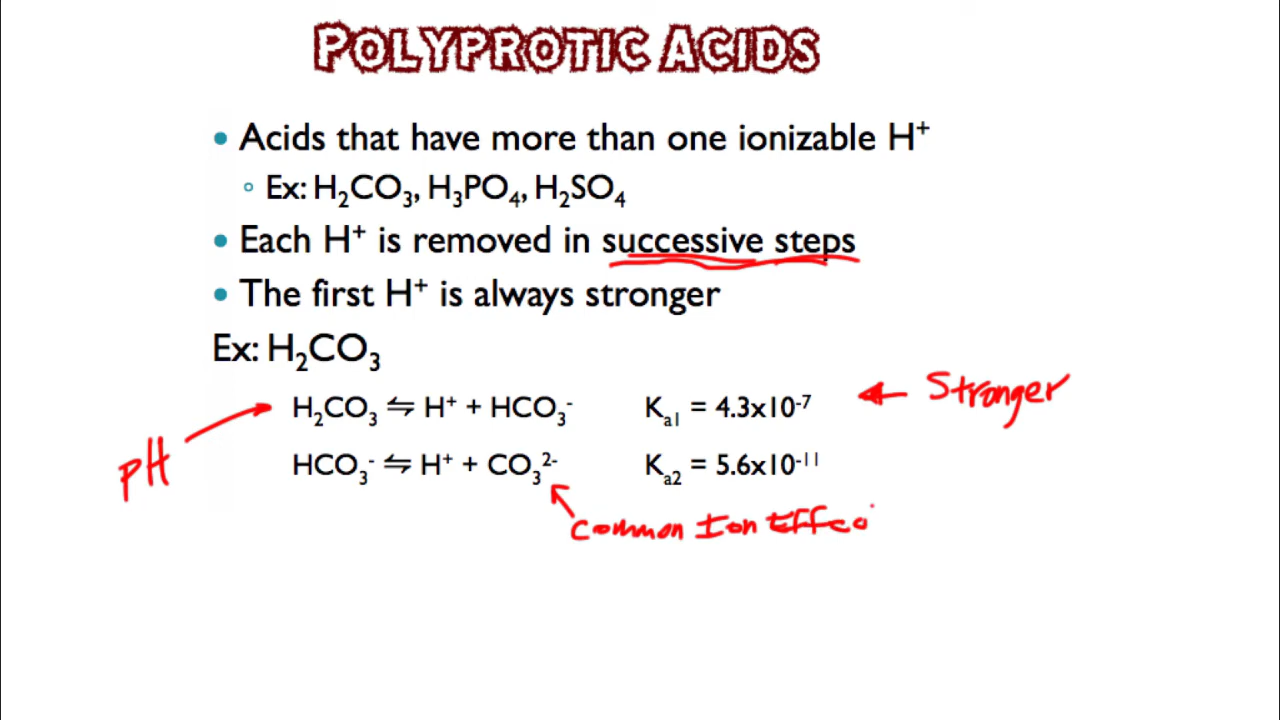 POLYPROTIC ACIDS
• Acids that have more than one ionizable H⁺
◦ Ex: H₂CO₃, H₃PO₄, H₂SO₄
• Each H⁺ is removed in successive steps
• The first H⁺ is always stronger
Ex: H₂CO₃
H₂CO₃ ⇋ H⁺ + HCO₃⁻ Kₐ₁ = 4.3x10⁻⁷ ← Stronger
pH
HCO₃⁻ ⇋ H⁺ + CO₃²⁻ Kₐ₂ = 5.6x10⁻¹¹
Common Ion Effec